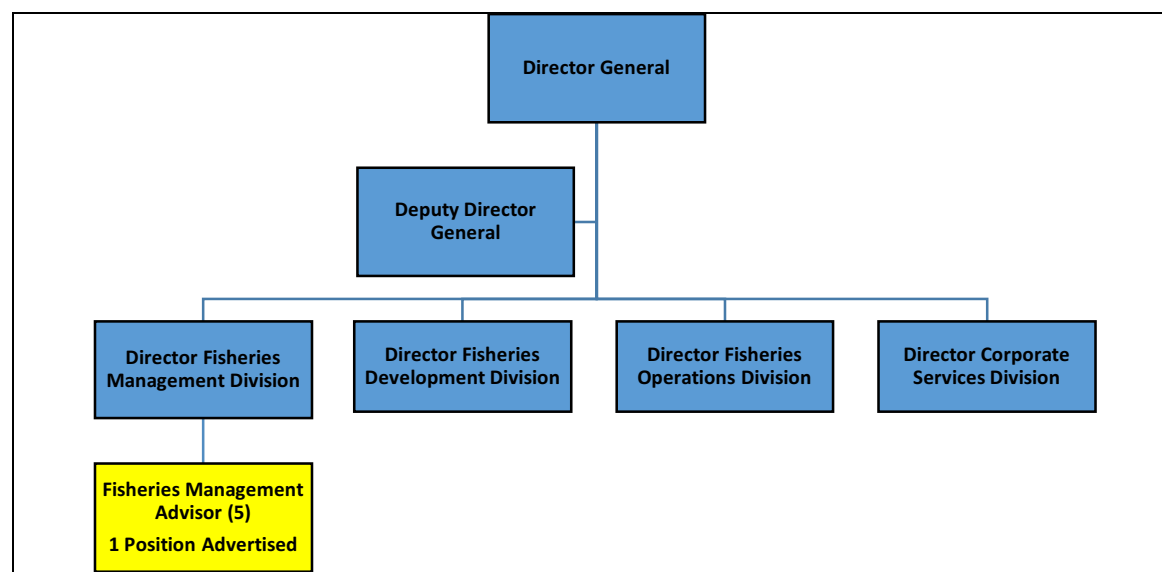 Director General
Deputy Director
General
Director Fisheries
Management Division
Director Fisheries
Development Division
Director Fisheries
Operations Division
Director Corporate
Services Division
Fisheries Management
Advisor (5)
1 Position Advertised